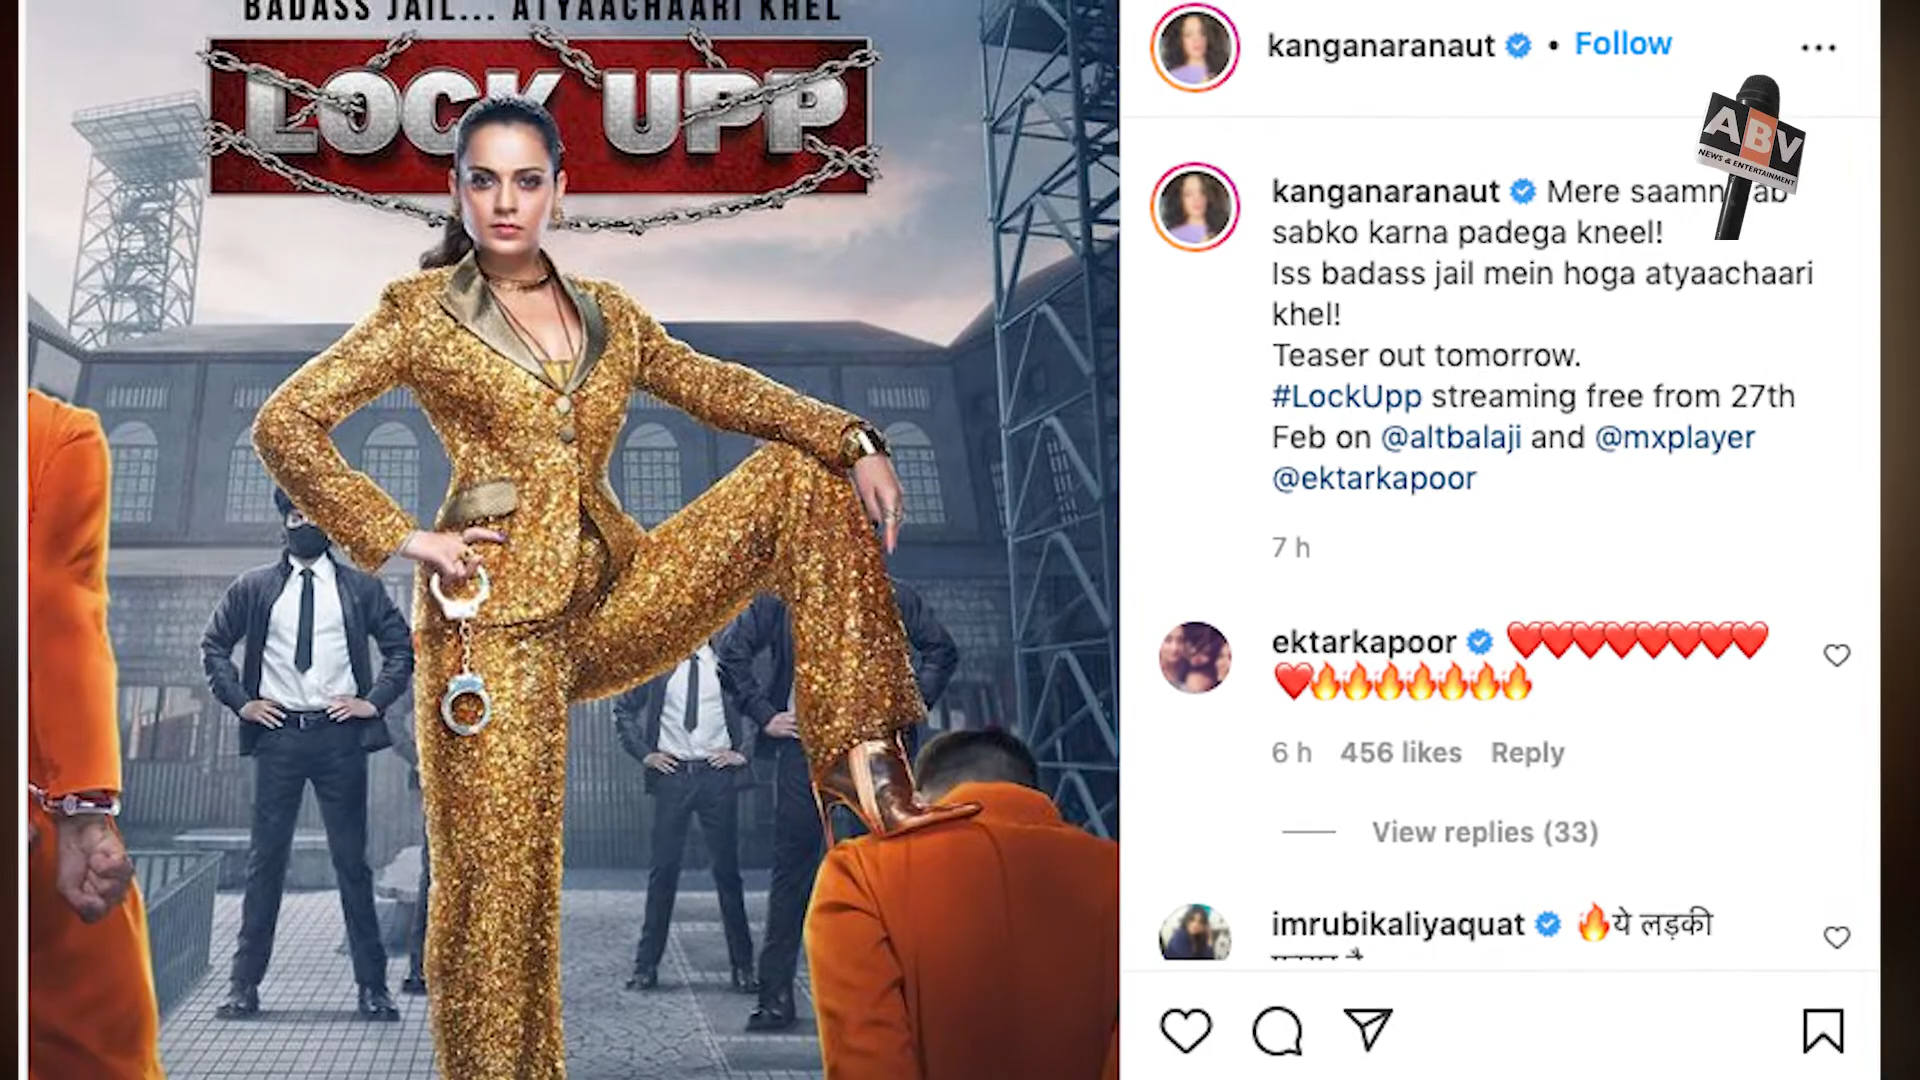 BADASS JAIL... ATYAACHAARI KHEL
LOCK UPP
kanganaranaut • Follow
ABV
NEWS & ENTERTAINMENT
kanganaranaut Mere saamn ab
sabko karna padega kneel!
Iss badass jail mein hoga atyaachaari
khel!
Teaser out tomorrow.
#LockUpp streaming free from 27th
Feb on @altbalaji and @mxplayer
@ektarkapoor
7 h
ektarkapoor ❤️❤️❤️❤️❤️❤️❤️❤️
❤️🔥🔥🔥🔥🔥🔥🔥
6 h 456 likes Reply
View replies (33)
imrubikaliyaquat 🔥ये लड़की